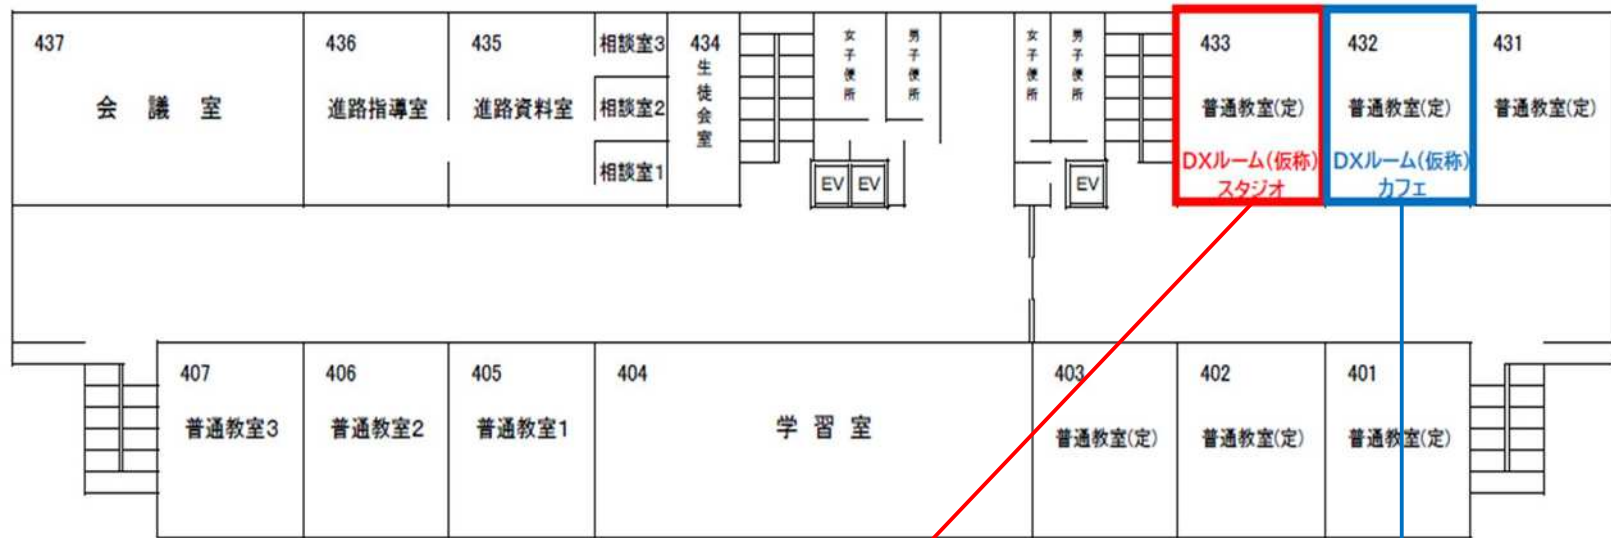 437
会議室
436
進路指導室
435
進路資料室
相談室3
相談室2
相談室1
434
生徒会室
女子便所
男子便所
EV
EV
女子便所
男子便所
EV
433
普通教室(定)
DXルーム(仮称)
スタジオ
432
普通教室(定)
DXルーム(仮称)
カフェ
431
普通教室(定)
407
普通教室3
406
普通教室2
405
普通教室1
404
学習室
403
普通教室(定)
402
普通教室(定)
401
普通教室(定)